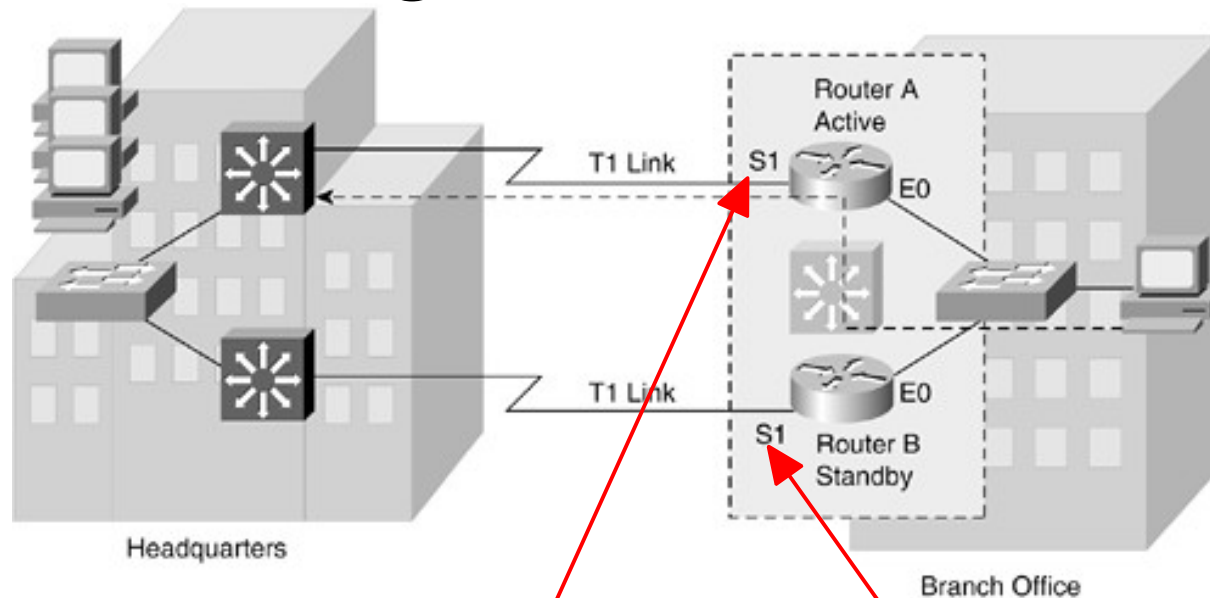 Router A
Active
T1 Link
S1
E0
T1 Link
E0
S1
Router B
Standby
Headquarters
Branch Office